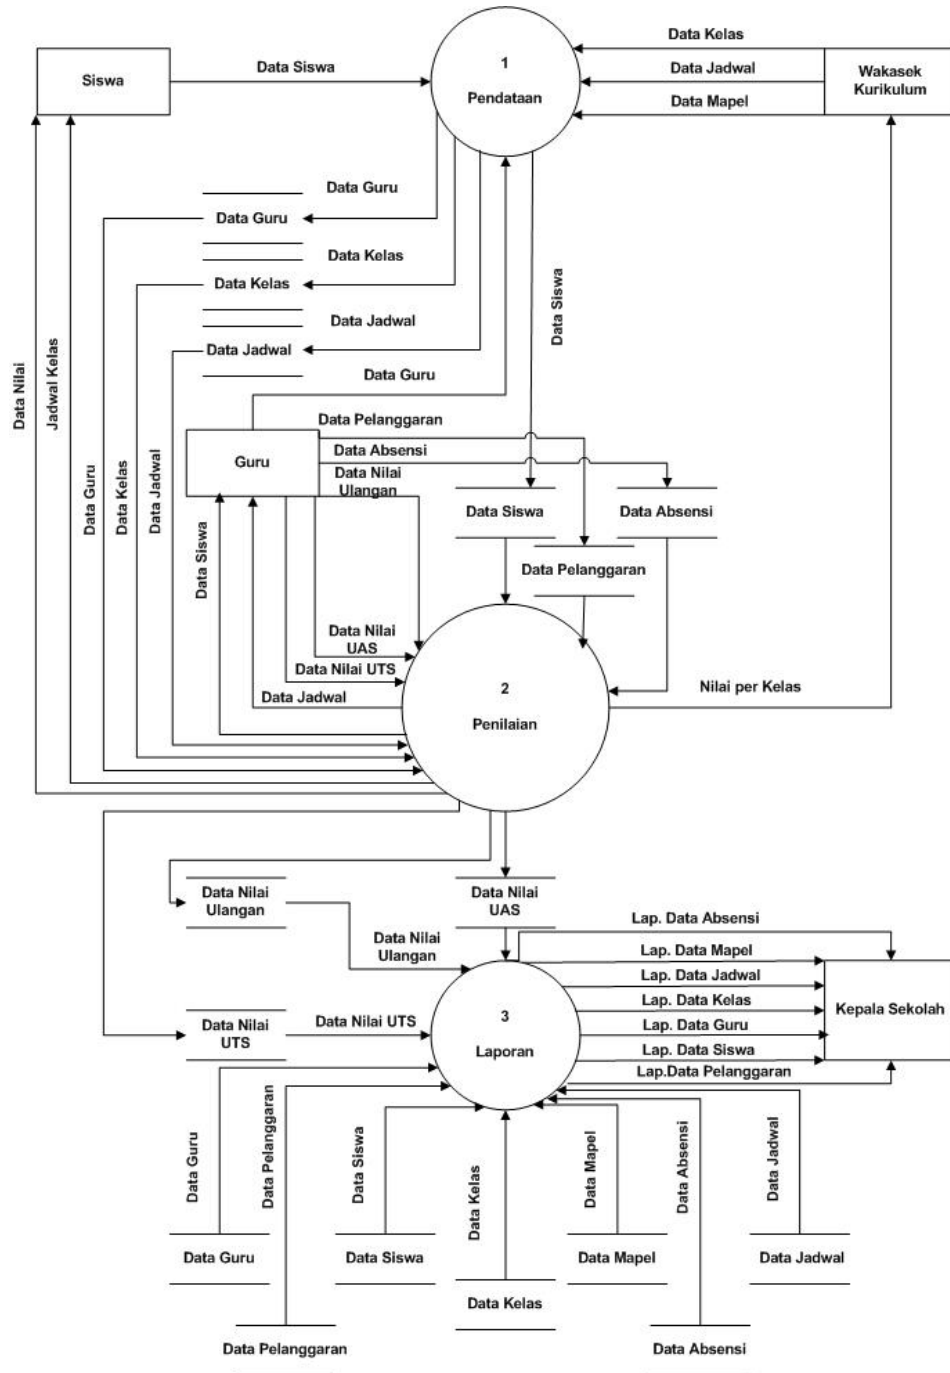 Data Kelas
1
Siswa
Data Siswa
Data Jadwal
Wakasek
Kurikulum
Pendataan
Data Mapel
Data Guru
Data Guru
Data Kelas
Data Kelas
Data Siswa
Data Jadwal
Data Jadwal
Data Nilai
Jadwal Kelas
Data Guru
Data Pelanggaran
Data Absensi
Guru
Data Nilai
Ulangan
Data Guru
Data Kelas
Data Jadwal
Data Siswa
Data Siswa
Data Absensi
Data Pelanggaran
Data Nilai
UAS
Data Nilai UTS
Data Jadwal
2
Penilaian
Nilai per Kelas
Data Nilai
Ulangan
Data Nilai
UAS
Data Nilai
Ulangan
Lap. Data Absensi
Lap. Data Mapel
Lap. Data Jadwal
Lap. Data Kelas
Lap. Data Guru
Lap. Data Siswa
Lap.Data Pelanggaran
Kepala Sekolah
3
Laporan
Data Nilai
UTS
Data Nilai UTS
Data Guru
Data Pelanggaran
Data Siswa
Data Kelas
Data Mapel
Data Absensi
Data Jadwal
Data Guru
Data Siswa
Data Mapel
Data Jadwal
Data Kelas
Data Pelanggaran
Data Absensi